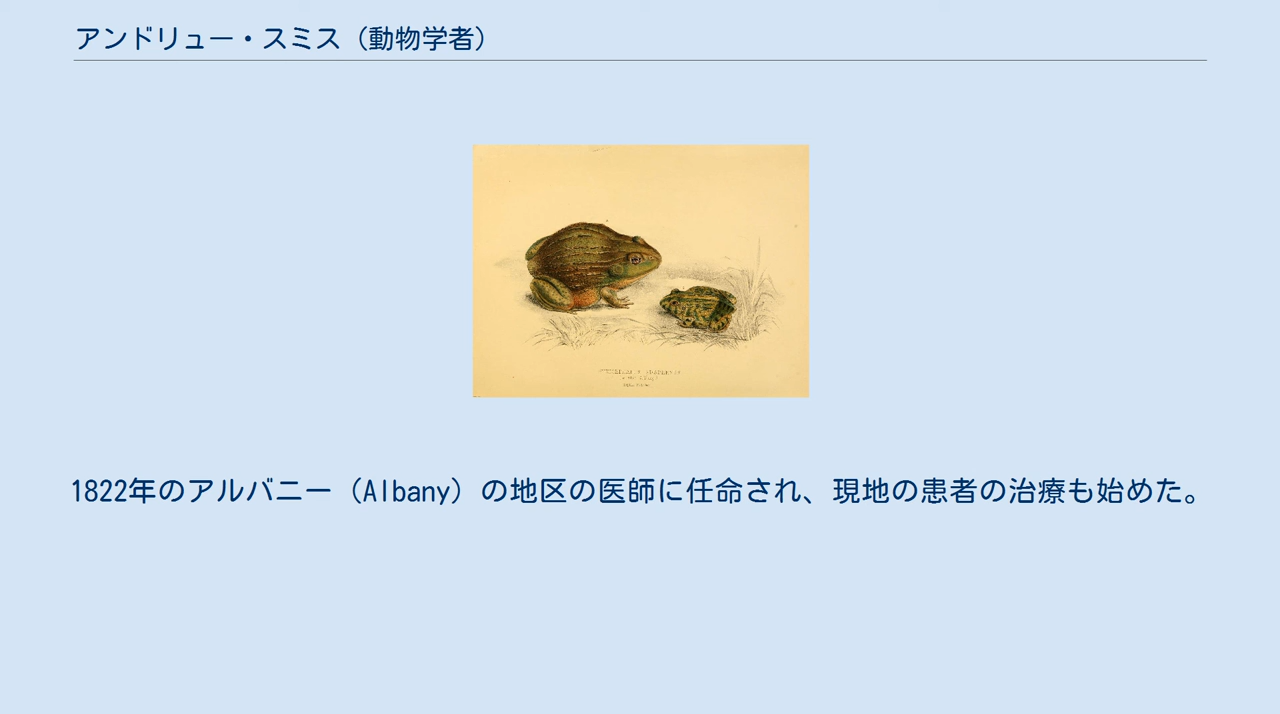 アンドリュー・スミス（動物学者）
1822年のアルバニー（Albany）の地区の医師に任命され、現地の患者の治療も始めた。